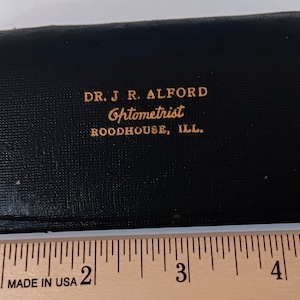 DR. J R. ALFORD
Optometrist
ROODHOUSE, ILL.
MADE IN USA 2 3 4